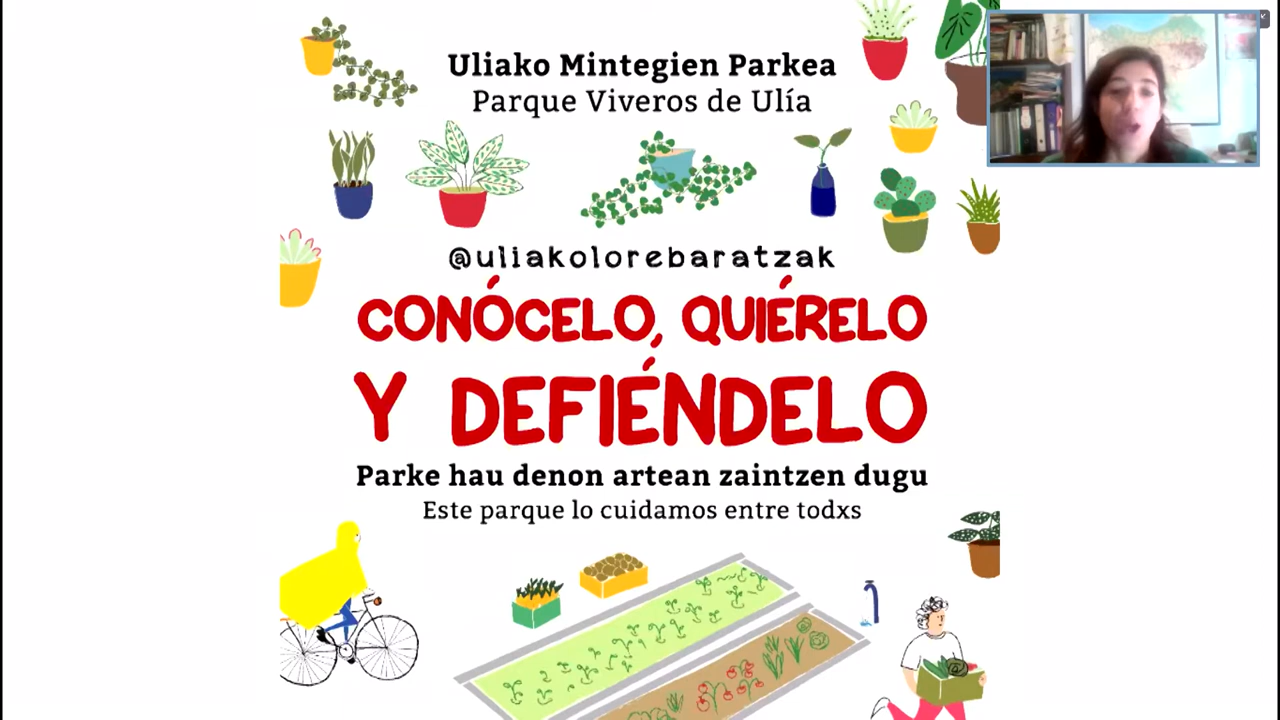 Uliako Mintegien Parkea
Parque Viveros de Ulía
@uliakolorebaratzak
CONÓCELO, QUIÉRELO
Y DEFIÉNDELO
Parke hau denon artean zaintzen dugu
Este parque lo cuidamos entre todxs